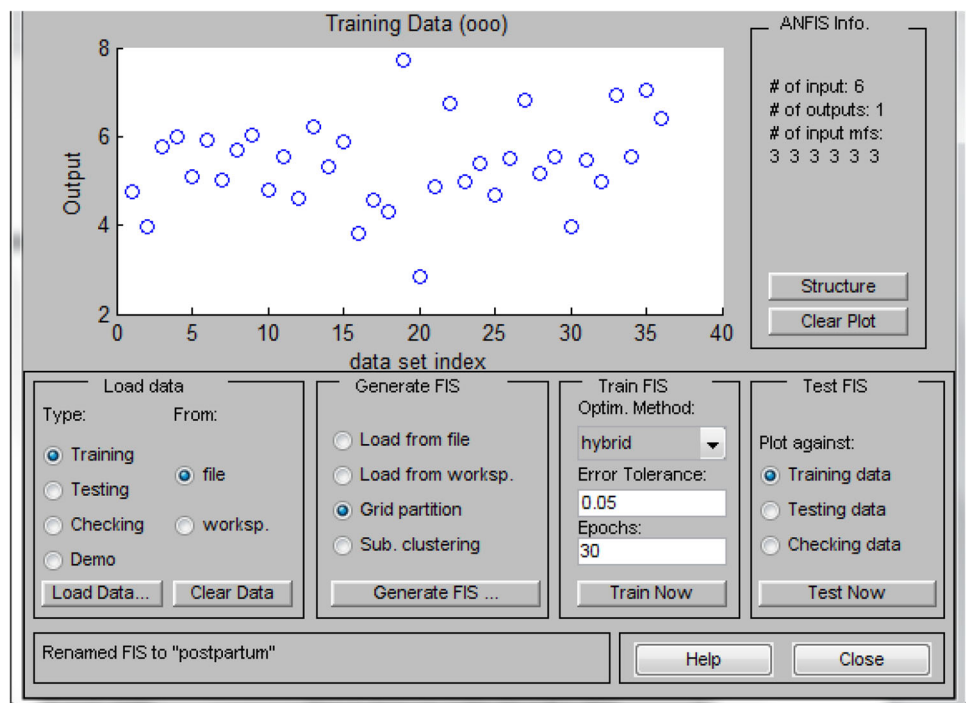 Training Data (ooo)
8
6
4
2
Output
0 5 10 15 20 25 30 35 40
data set index
ANFIS Info.
# of input: 6
# of outputs: 1
# of input mfs:
3 3 3 3 3 3
Structure
Clear Plot
Load data
Type: From:
Training
Testing
Checking
Demo
file
worksp.
Load Data...
Clear Data
Generate FIS
Load from file
Load from worksp.
Grid partition
Sub. clustering
Generate FIS ...
Train FIS
Optim. Method:
hybrid
Error Tolerance:
0.05
Epochs:
30
Train Now
Test FIS
Plot against:
Training data
Testing data
Checking data
Test Now
Renamed FIS to "postpartum"
Help
Close